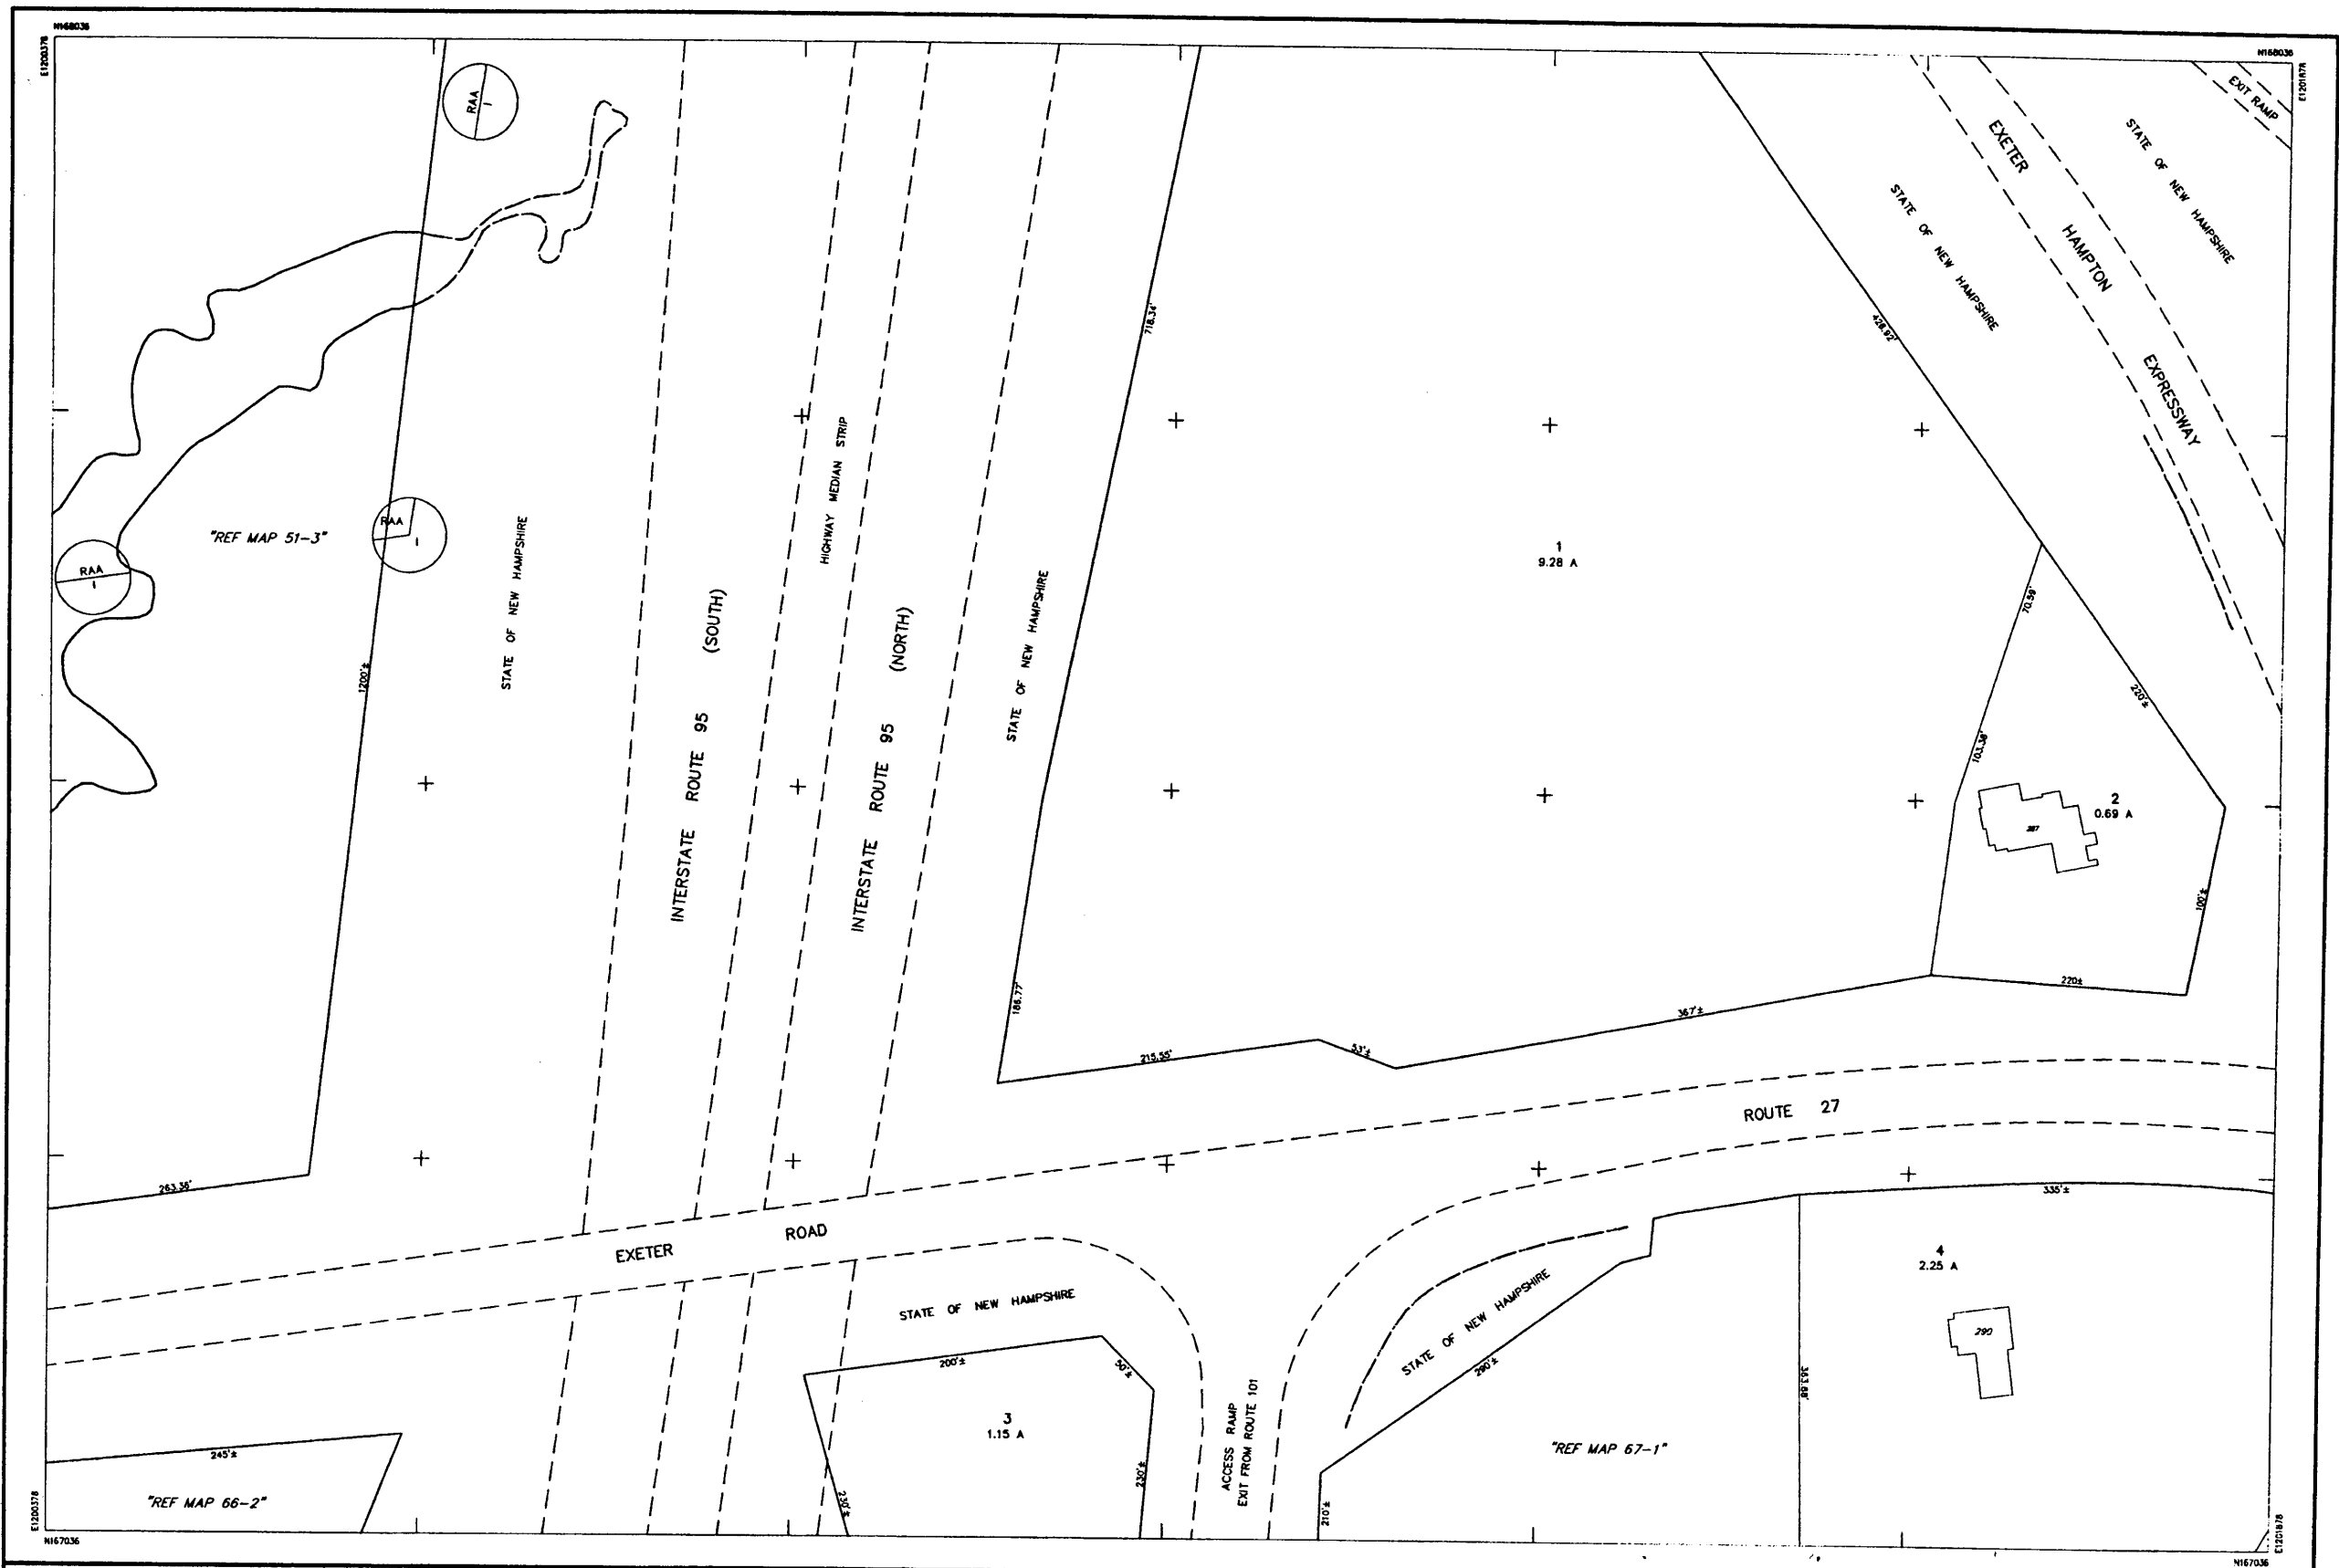 N168036
N168036
E1200378
E1201878
RAA
I
EXIT RAMP
STATE OF NEW HAMPSHIRE
EXETER
HAMPTON
EXPRESSWAY
STATE OF NEW HAMPSHIRE
718.34'
428.92'
HIGHWAY MEDIAN STRIP
"REF MAP 51-3"
RAA
I
RAA
I
STATE OF NEW HAMPSHIRE
1
9.28 A
70.59'
1200'±
(SOUTH)
(NORTH)
STATE OF NEW HAMPSHIRE
220'±
103.38'
INTERSTATE ROUTE 95
INTERSTATE ROUTE 95
2
0.69 A
387
100'±
186.77'
220±
367'±
215.55'
53'±
ROUTE 27
263.36'
335'±
EXETER ROAD
4
2.25 A
STATE OF NEW HAMPSHIRE
STATE OF NEW HAMPSHIRE
290
200'±
50'±
290'±
353.88'
3
1.15 A
ACCESS RAMP
EXIT FROM ROUTE 101
"REF MAP 67-1"
245'±
"REF MAP 66-2"
230'±
230'±
210'±
E1200378
E1201878
N167036
N167036